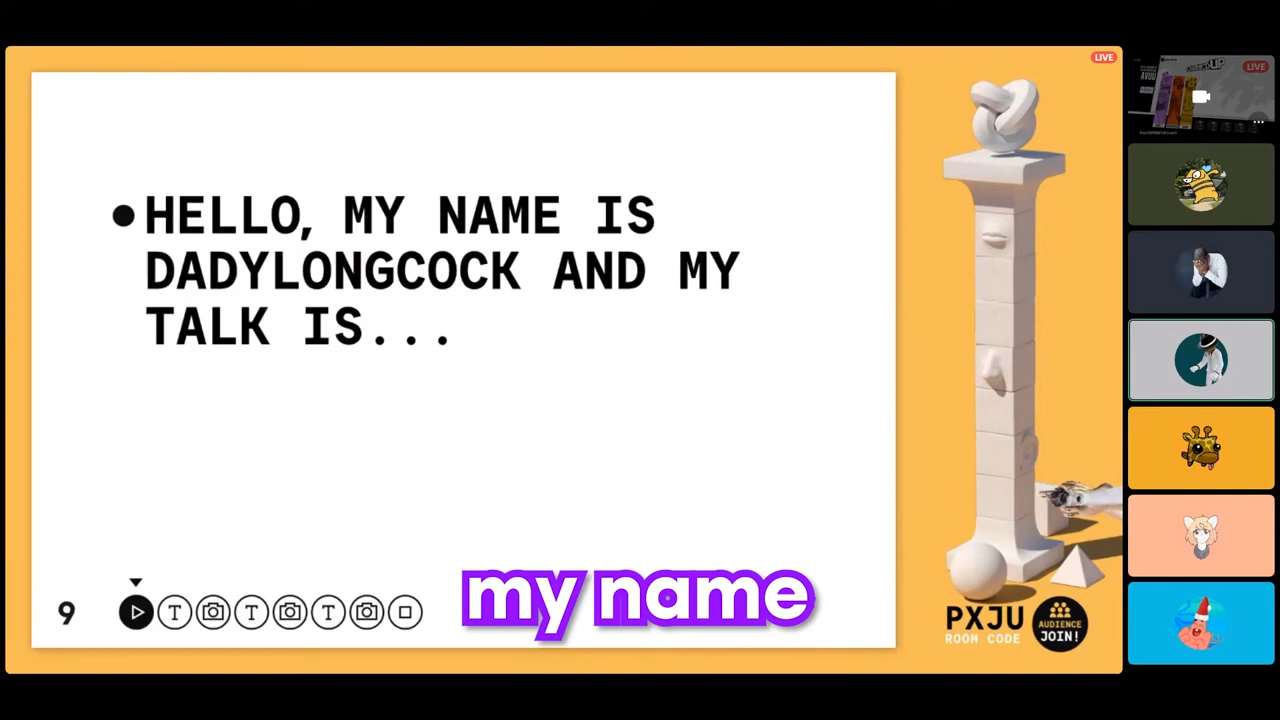 LIVE
LIVE
● HELLO, MY NAME IS
DADYLONGCOCK AND MY
TALK IS...
9
T
T
T
my name
PXJU
ROOM CODE
AUDIENCE
JOIN!